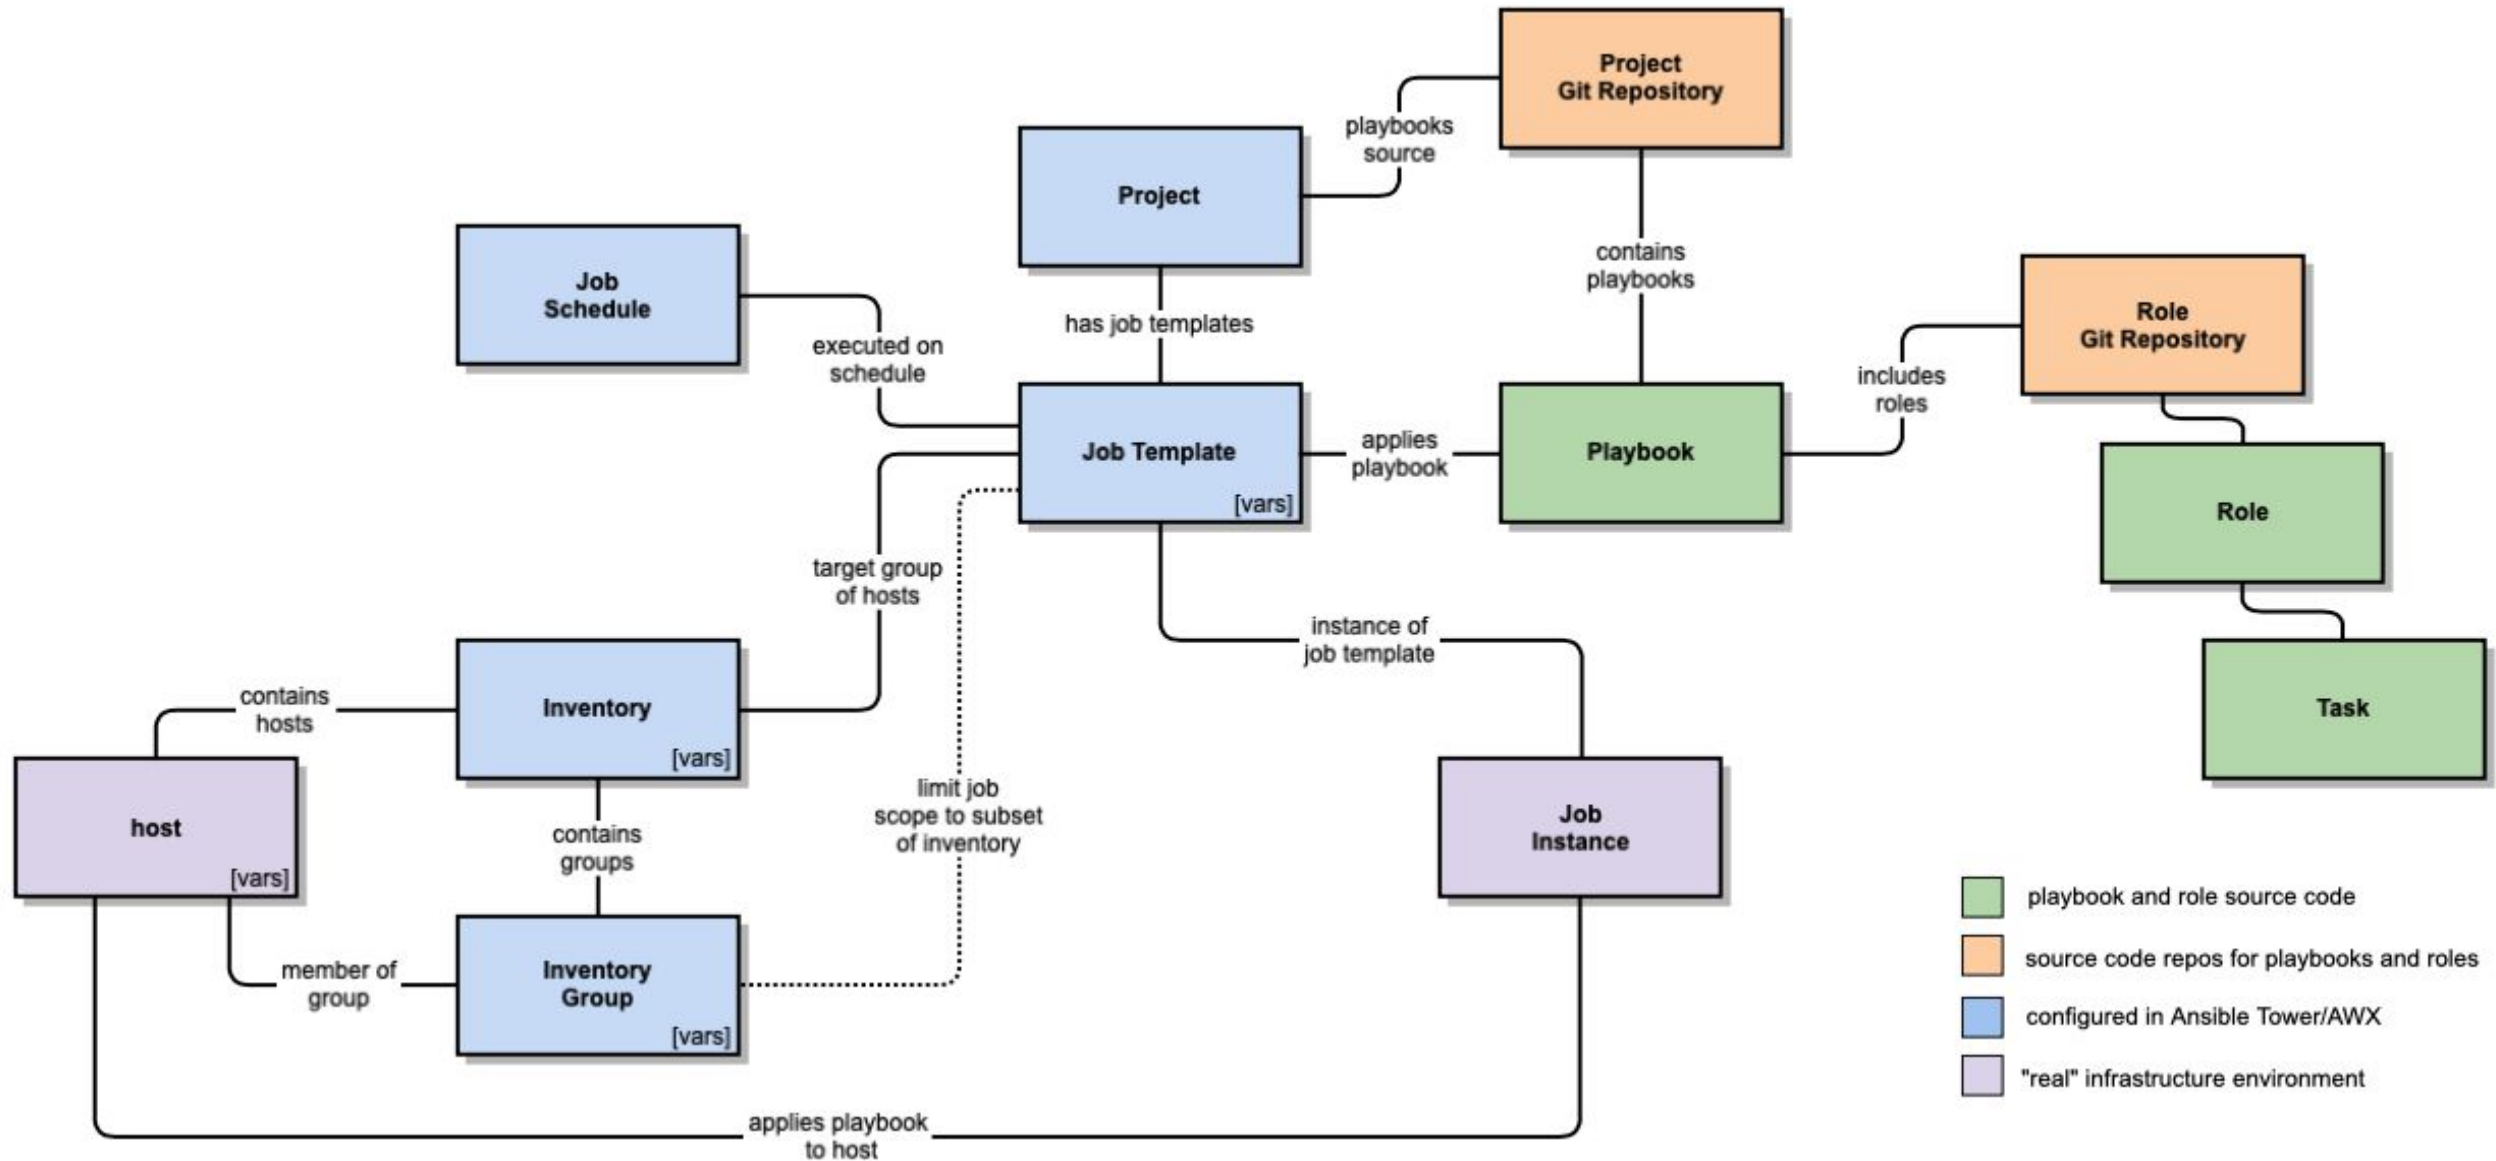 Project
Git Repository
playbooks
source
Project
contains
playbooks
Job
Schedule
has job templates
executed on
schedule
Role
Git Repository
includes
roles
Job Template
[vars]
applies
playbook
Playbook
Role
target group
of hosts
instance of
job template
contains
hosts
Inventory
[vars]
Task
host
[vars]
contains
groups
limit job
scope to subset
of inventory
Job
Instance
member of
group
Inventory
Group
[vars]
applies playbook
to host
playbook and role source code
source code repos for playbooks and roles
configured in Ansible Tower/AWX
"real" infrastructure environment